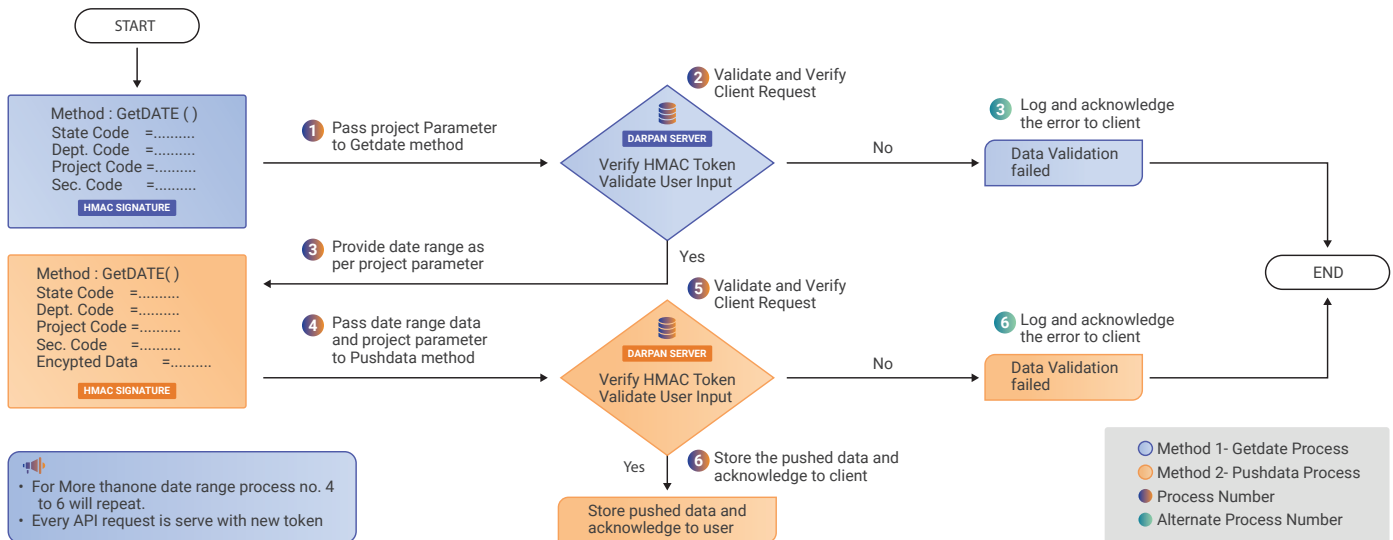 START
Method : GetDATE ( )
State Code =..........
Dept. Code =..........
Project Code =..........
Sec. Code =..........
HMAC SIGNATURE
1 Pass project Parameter
to Getdate method
2 Validate and Verify
Client Request
DARPAN SERVER
Verify HMAC Token
Validate User Input
No
3 Log and acknowledge
the error to client
Data Validation
failed
Yes
3 Provide date range as
per project parameter
END
Method : GetDATE( )
State Code =..........
Dept. Code =..........
Project Code =..........
Sec. Code =..........
Encypted Data =..........
HMAC SIGNATURE
4 Pass date range data
and project parameter
to Pushdata method
5 Validate and Verify
Client Request
DARPAN SERVER
Verify HMAC Token
Validate User Input
No
6 Log and acknowledge
the error to client
Data Validation
failed
Yes
6 Store the pushed data and
acknowledge to client
Store pushed data and
acknowledge to user
• For More thanone date range process no. 4
to 6 will repeat.
• Every API request is serve with new token
Method 1- Getdate Process
Method 2- Pushdata Process
Process Number
Alternate Process Number